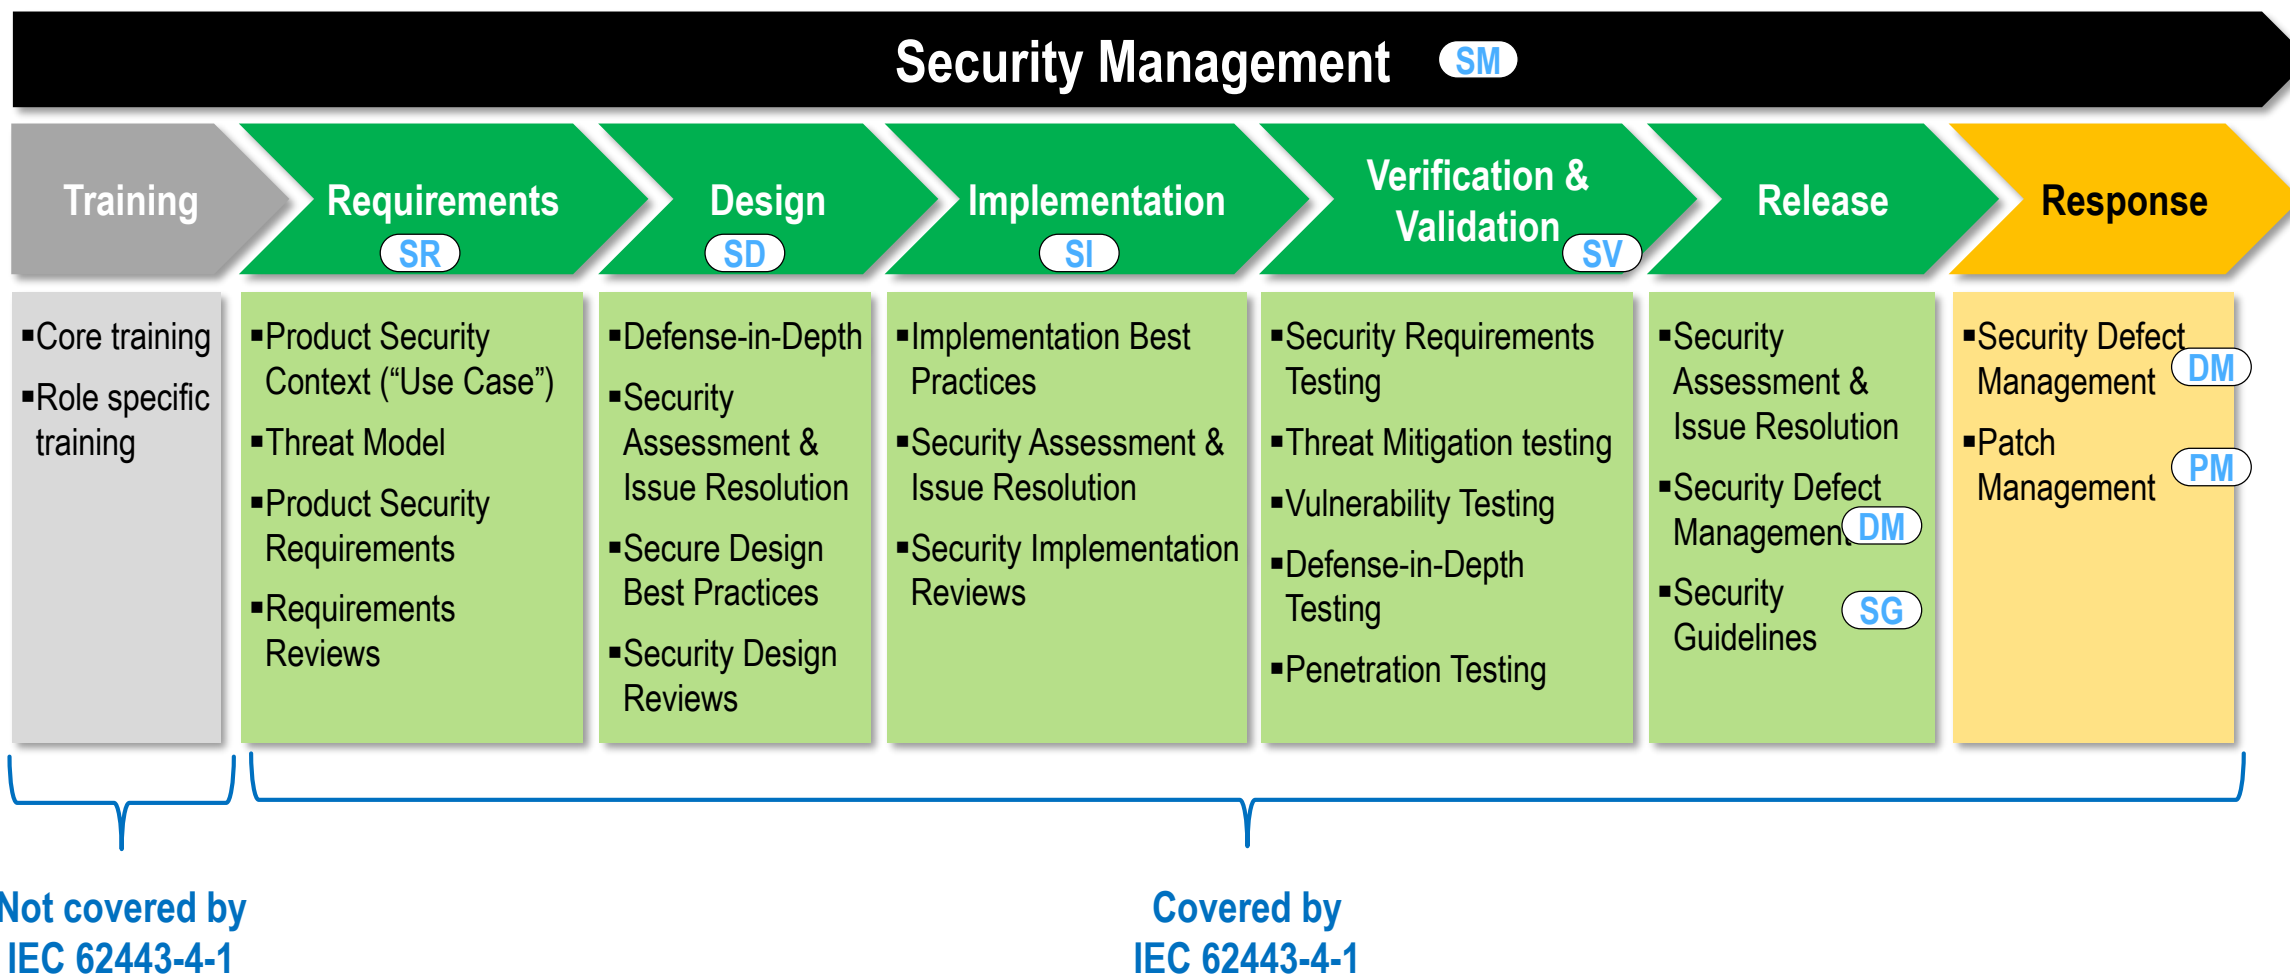 Security Management SM
Training
Requirements
SR
Design
SD
Implementation
SI
Verification &
Validation
SV
Release
Response
▪Core training
▪Role specific
training
▪Product Security
Context (“Use Case”)
▪Threat Model
▪Product Security
Requirements
▪Requirements
Reviews
▪Defense-in-Depth
▪Security
Assessment &
Issue Resolution
▪Secure Design
Best Practices
▪Security Design
Reviews
▪Implementation Best
Practices
▪Security Assessment &
Issue Resolution
▪Security Implementation
Reviews
▪Security Requirements
Testing
▪Threat Mitigation testing
▪Vulnerability Testing
▪Defense-in-Depth
Testing
▪Penetration Testing
▪Security
Assessment &
Issue Resolution
▪Security Defect
Management DM
▪Security
Guidelines SG
▪Security Defect
Management DM
▪Patch
Management PM
Not covered by
IEC 62443-4-1
Covered by
IEC 62443-4-1